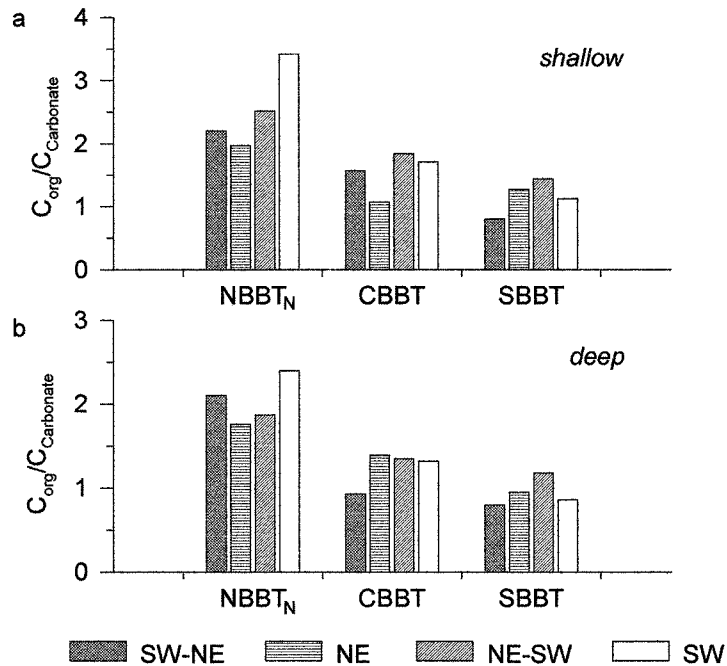 a
shallow
4
3
2
1
0
C_org/C_Carbonate
NBBT_N CBBT SBBT
b
deep
3
2
1
0
C_org/C_Carbonate
NBBT_N CBBT SBBT
SW-NE NE NE-SW SW